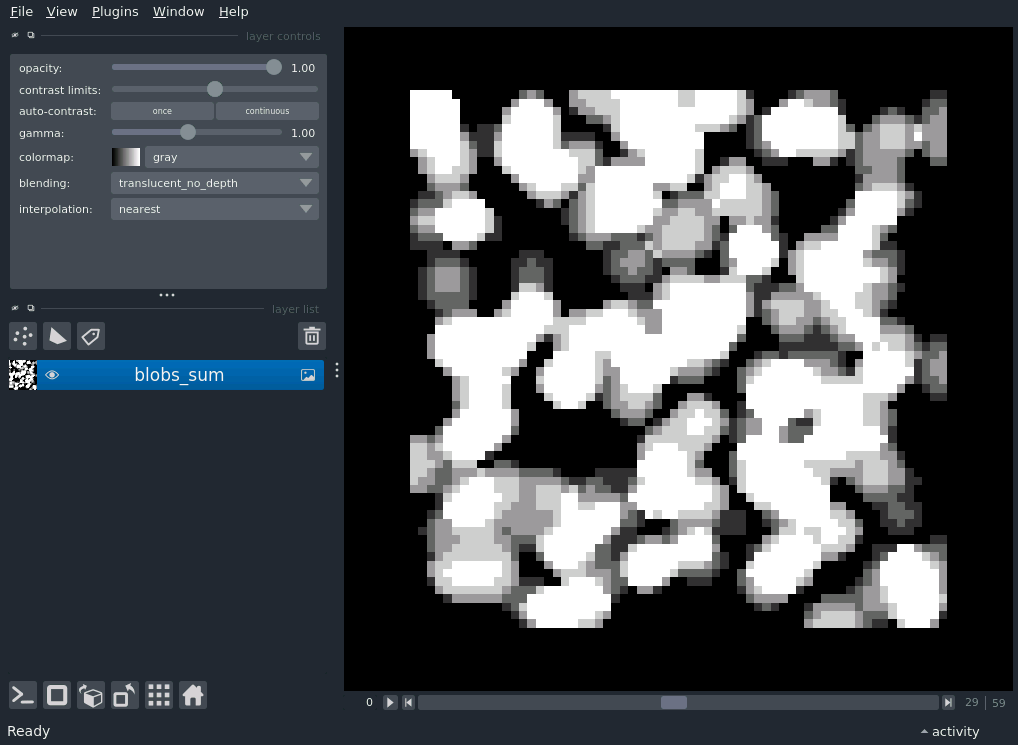 File View Plugins Window Help
layer controls
opacity: 1.00
contrast limits:
auto-contrast: once continuous
gamma: 1.00
colormap: gray
blending: translucent_no_depth
interpolation: nearest
layer list
blobs_sum
0 29 59
Ready activity